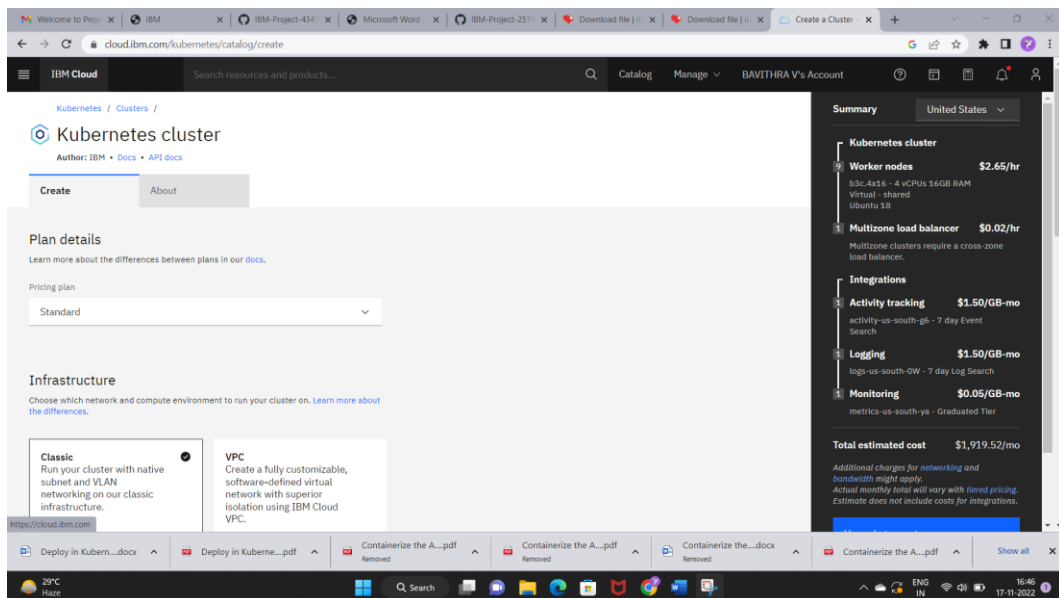 Welcome to Proje
IBM
IBM-Project-4347
Microsoft Word -
IBM-Project-2518
Download file | iL
Download file | iL
Create a Cluster -
cloud.ibm.com/kubernetes/catalog/create
IBM Cloud
Search resources and products...
Catalog
Manage
BAVITHRA V's Account
Kubernetes / Clusters /
Kubernetes cluster
Author: IBM • Docs • API docs
Create
About
Plan details
Learn more about the differences between plans in our docs.
Pricing plan
Standard
Infrastructure
Choose which network and compute environment to run your cluster on. Learn more about
the differences.
Classic
Run your cluster with native
subnet and VLAN
networking on our classic
infrastructure.
VPC
Create a fully customizable,
software-defined virtual
network with superior
isolation using IBM Cloud
VPC.
Summary
United States
Kubernetes cluster
9 Worker nodes $2.65/hr
b3c.4x16 - 4 vCPUs 16GB RAM
Virtual - shared
Ubuntu 18
1 Multizone load balancer $0.02/hr
Multizone clusters require a cross-zone
load balancer.
Integrations
1 Activity tracking $1.50/GB-mo
activity-us-south-g6 - 7 day Event
Search
1 Logging $1.50/GB-mo
logs-us-south-0W - 7 day Log Search
1 Monitoring $0.05/GB-mo
metrics-us-south-ya - Graduated Tier
Total estimated cost $1,919.52/mo
Additional charges for networking and
bandwidth might apply.
Actual monthly total will vary with tiered pricing.
Estimate does not include costs for integrations.
https://cloud.ibm.com
Deploy in Kubern....docx
Deploy in Kuberne....pdf
Containerize the A....pdf
Removed
Containerize the A....pdf
Removed
Containerize the....docx
Removed
Containerize the A....pdf
Show all
29°C
Haze
Search
ENG
IN
16:46
17-11-2022
1